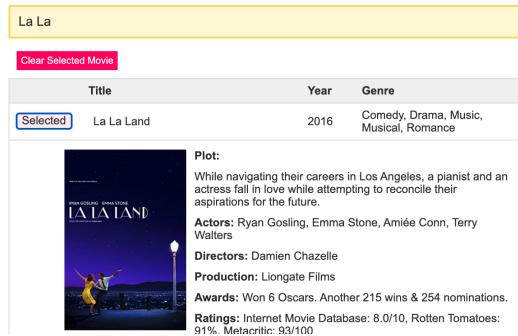 La La
Clear Selected Movie
Title Year Genre
Selected La La Land 2016 Comedy, Drama, Music,
Musical, Romance
Plot:
While navigating their careers in Los Angeles, a pianist and an
actress fall in love while attempting to reconcile their
aspirations for the future.
RYAN GOSLING EMMA STONE
LA LA LAND
Actors: Ryan Gosling, Emma Stone, Amiée Conn, Terry
Walters
Directors: Damien Chazelle
Production: Liongate Films
Awards: Won 6 Oscars. Another 215 wins & 254 nominations.
Ratings: Internet Movie Database: 8.0/10, Rotten Tomatoes:
91%, Metacritic: 93/100